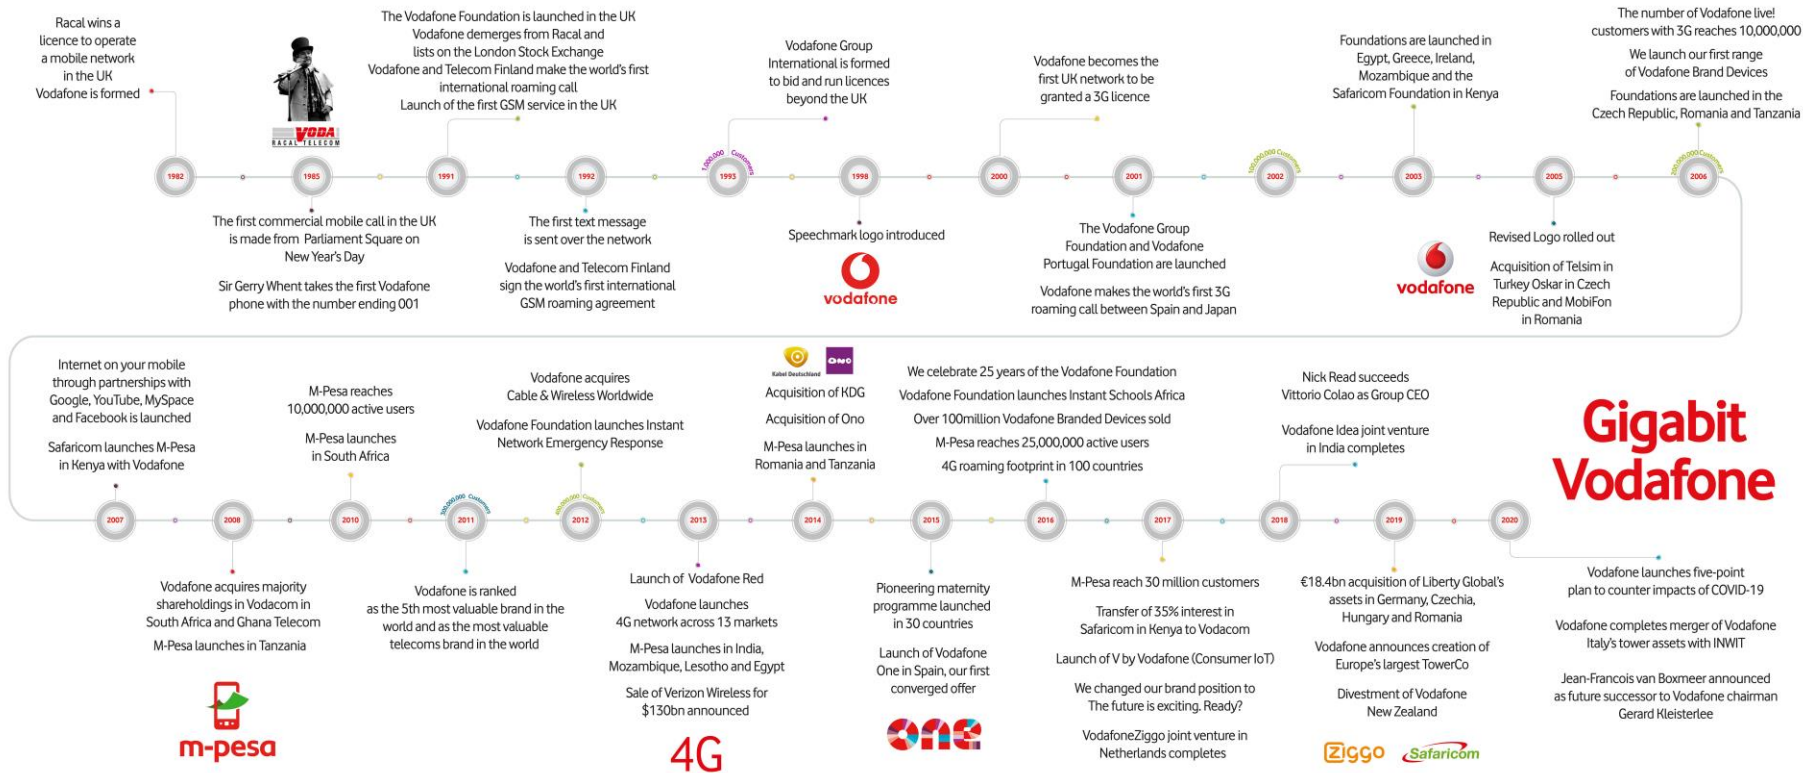 Racal wins a
licence to operate
a mobile network
in the UK
Vodafone is formed
1982
VODA
RACAL TELECOM
1985
The first commercial mobile call in the UK
is made from Parliament Square on
New Year's Day
Sir Gerry Whent takes the first Vodafone
phone with the number ending 001
The Vodafone Foundation is launched in the UK
Vodafone demerges from Racal and
lists on the London Stock Exchange
Vodafone and Telecom Finland make the world's first
international roaming call
Launch of the first GSM service in the UK
1991
1992
The first text message
is sent over the network
Vodafone and Telecom Finland
sign the world's first international
GSM roaming agreement
Vodafone Group
International is formed
to bid and run licences
beyond the UK
1,000,000 Customers
1993
1998
Speechmark logo introduced
vodafone
Vodafone becomes the
first UK network to be
granted a 3G licence
2000
2001
The Vodafone Group
Foundation and Vodafone
Portugal Foundation are launched
Vodafone makes the world's first 3G
roaming call between Spain and Japan
100,000,000 Customers
2002
Foundations are launched in
Egypt, Greece, Ireland,
Mozambique and the
Safaricom Foundation in Kenya
2003
vodafone
2005
Revised Logo rolled out
Acquisition of Telsim in
Turkey Oskar in Czech
Republic and MobiFon
in Romania
The number of Vodafone live!
customers with 3G reaches 10,000,000
We launch our first range
of Vodafone Brand Devices
Foundations are launched in the
Czech Republic, Romania and Tanzania
200,000,000 Customers
2006
Internet on your mobile
through partnerships with
Google, YouTube, MySpace
and Facebook is launched
Safaricom launches M-Pesa
in Kenya with Vodafone
2007
2008
Vodafone acquires majority
shareholdings in Vodacom in
South Africa and Ghana Telecom
M-Pesa launches in Tanzania
m-pesa
M-Pesa reaches
10,000,000 active users
M-Pesa launches
in South Africa
2010
300,000,000 Customers
2011
Vodafone is ranked
as the 5th most valuable brand in the
world and as the most valuable
telecoms brand in the world
Vodafone acquires
Cable & Wireless Worldwide
Vodafone Foundation launches Instant
Network Emergency Response
400,000,000 Customers
2012
2013
Launch of Vodafone Red
Vodafone launches
4G network across 13 markets
M-Pesa launches in India,
Mozambique, Lesotho and Egypt
Sale of Verizon Wireless for
$130bn announced
4G
Kabel Deutschland
ono
Acquisition of KDG
Acquisition of Ono
M-Pesa launches in
Romania and Tanzania
2014
2015
Pioneering maternity
programme launched
in 30 countries
Launch of Vodafone
One in Spain, our first
converged offer
one
We celebrate 25 years of the Vodafone Foundation
Vodafone Foundation launches Instant Schools Africa
Over 100million Vodafone Branded Devices sold
M-Pesa reaches 25,000,000 active users
4G roaming footprint in 100 countries
2016
2017
M-Pesa reach 30 million customers
Transfer of 35% interest in
Safaricom in Kenya to Vodacom
Launch of V by Vodafone (Consumer IoT)
We changed our brand position to
The future is exciting. Ready?
VodafoneZiggo joint venture in
Netherlands completes
Nick Read succeeds
Vittorio Colao as Group CEO
Vodafone Idea joint venture
in India completes
2018
2019
€18.4bn acquisition of Liberty Global's
assets in Germany, Czechia,
Hungary and Romania
Vodafone announces creation of
Europe's largest TowerCo
Divestment of Vodafone
New Zealand
Ziggo
Safaricom
Gigabit
Vodafone
2020
Vodafone launches five-point
plan to counter impacts of COVID-19
Vodafone completes merger of Vodafone
Italy's tower assets with INWIT
Jean-Francois van Boxmeer announced
as future successor to Vodafone chairman
Gerard Kleisterlee